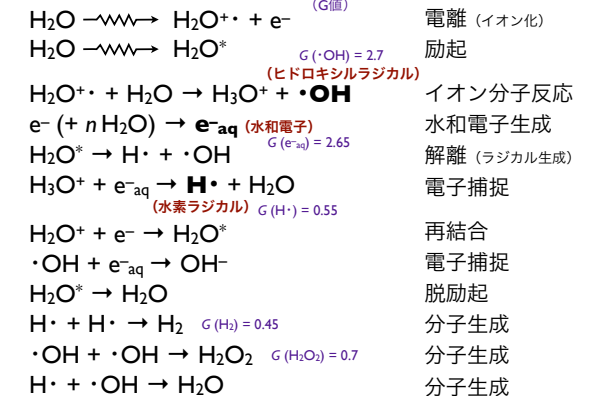 （G値）
H₂O → H₂O⁺· + e⁻ 電離（イオン化）
H₂O → H₂O* 励起
G (·OH) = 2.7
（ヒドロキシルラジカル）
H₂O⁺· + H₂O → H₃O⁺ + ·OH イオン分子反応
e⁻ (+ n H₂O) → e⁻aq（水和電子） 水和電子生成
G (e⁻aq) = 2.65
H₂O* → H· + ·OH 解離（ラジカル生成）
H₃O⁺ + e⁻aq → H· + H₂O 電子捕捉
（水素ラジカル） G (H·) = 0.55
H₂O⁺ + e⁻ → H₂O* 再結合
·OH + e⁻aq → OH⁻ 電子捕捉
H₂O* → H₂O 脱励起
H· + H· → H₂ G (H₂) = 0.45 分子生成
·OH + ·OH → H₂O₂ G (H₂O₂) = 0.7 分子生成
H· + ·OH → H₂O 分子生成